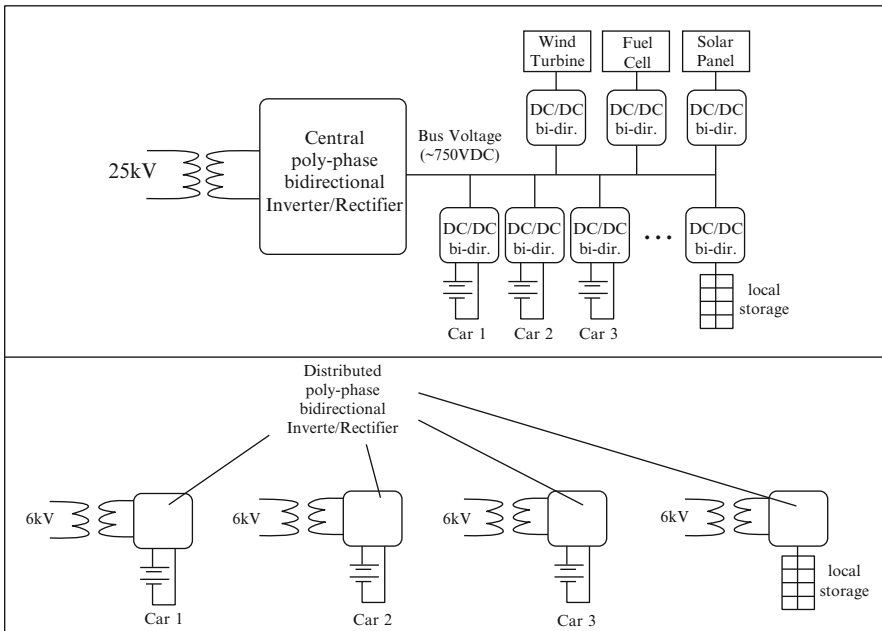 Wind
Turbine
Fuel
Cell
Solar
Panel
DC/DC
bi-dir.
DC/DC
bi-dir.
DC/DC
bi-dir.
Central
poly-phase
bidirectional
Inverter/Rectifier
25kV
Bus Voltage
(~750VDC)
DC/DC
bi-dir.
DC/DC
bi-dir.
DC/DC
bi-dir.
...
DC/DC
bi-dir.
Car 1
Car 2
Car 3
local
storage
Distributed
poly-phase
bidirectional
Inverte/Rectifier
6kV
6kV
6kV
6kV
Car 1
Car 2
Car 3
local
storage